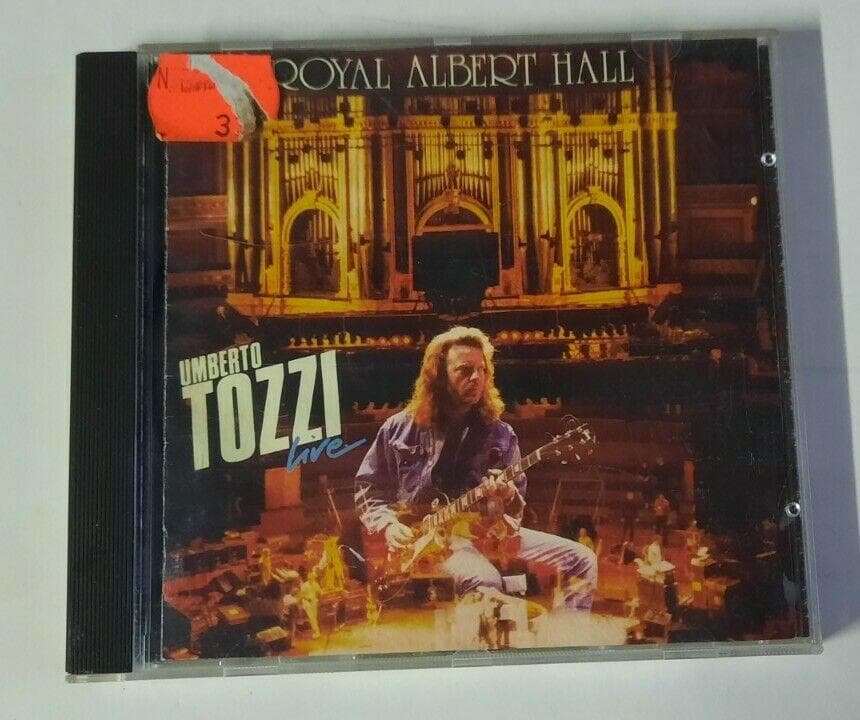 ROYAL ALBERT HALL
N
3
UMBERTO
TOZZI
live